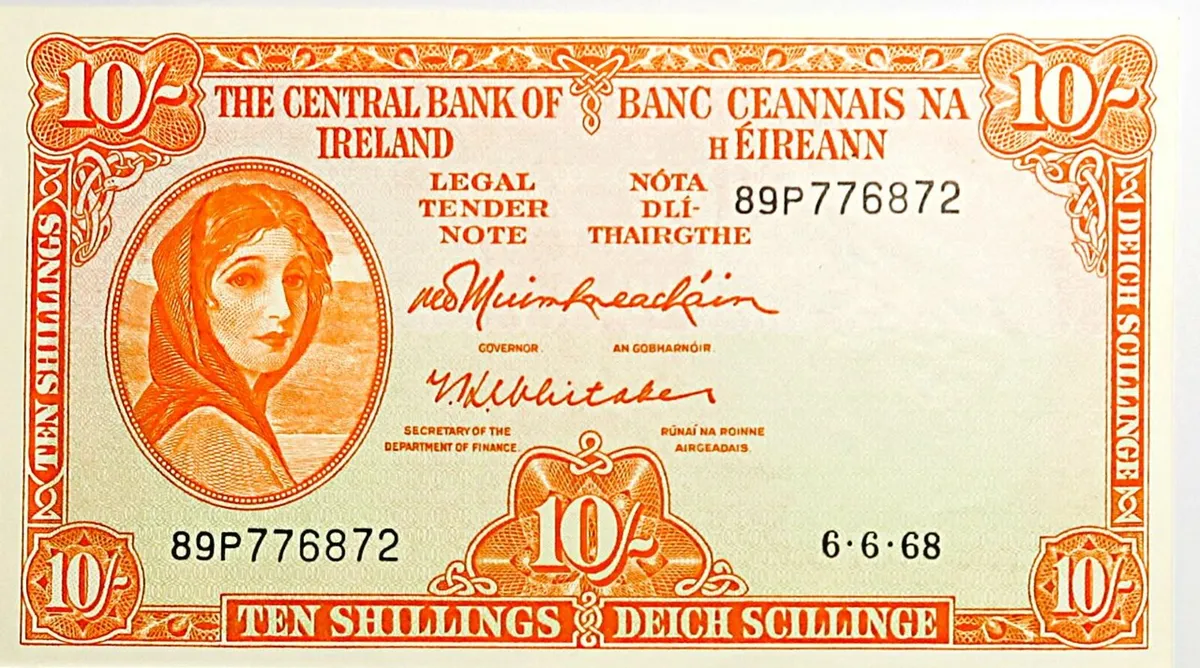 10/-
10/-
THE CENTRAL BANK OF
IRELAND
BANC CEANNAIS NA
H ÉIREANN
LEGAL
TENDER
NOTE
NÓTA
DLÍ-
THAIRGTHE
89P776872
TEN SHILLINGS
DEICH SCILLINGE
GOVERNOR.
AN GOBHARNÓIR.
T.K. Whitaker
SECRETARY OF THE
DEPARTMENT OF FINANCE.
RÚNAÍ NA ROINNE
AIRGEADAIS.
89P776872
10/-
6·6·68
10/-
10/-
TEN SHILLINGS
DEICH SCILLINGE